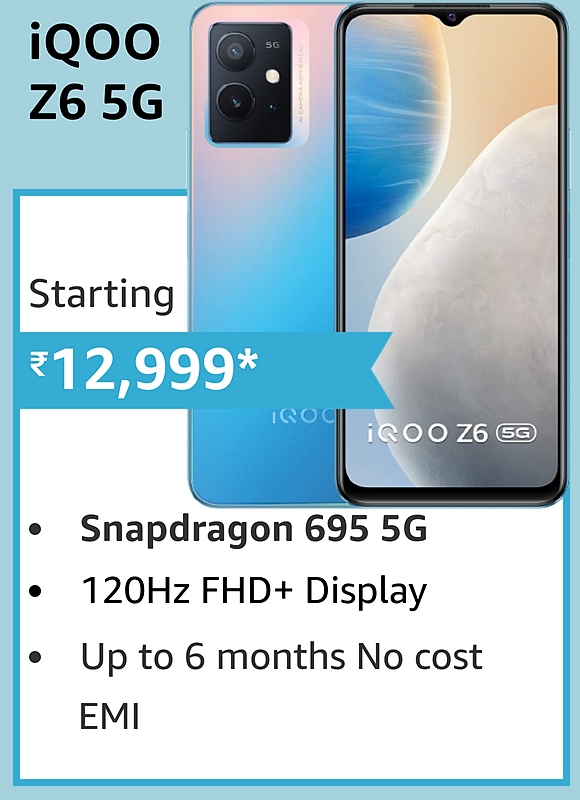 iQOO
Z6 5G
5G
AI CAMERA ASPHERICAL
Starting
₹12,999*
iQOO
iQOO Z6 5G
• Snapdragon 695 5G
• 120Hz FHD+ Display
• Up to 6 months No cost
EMI